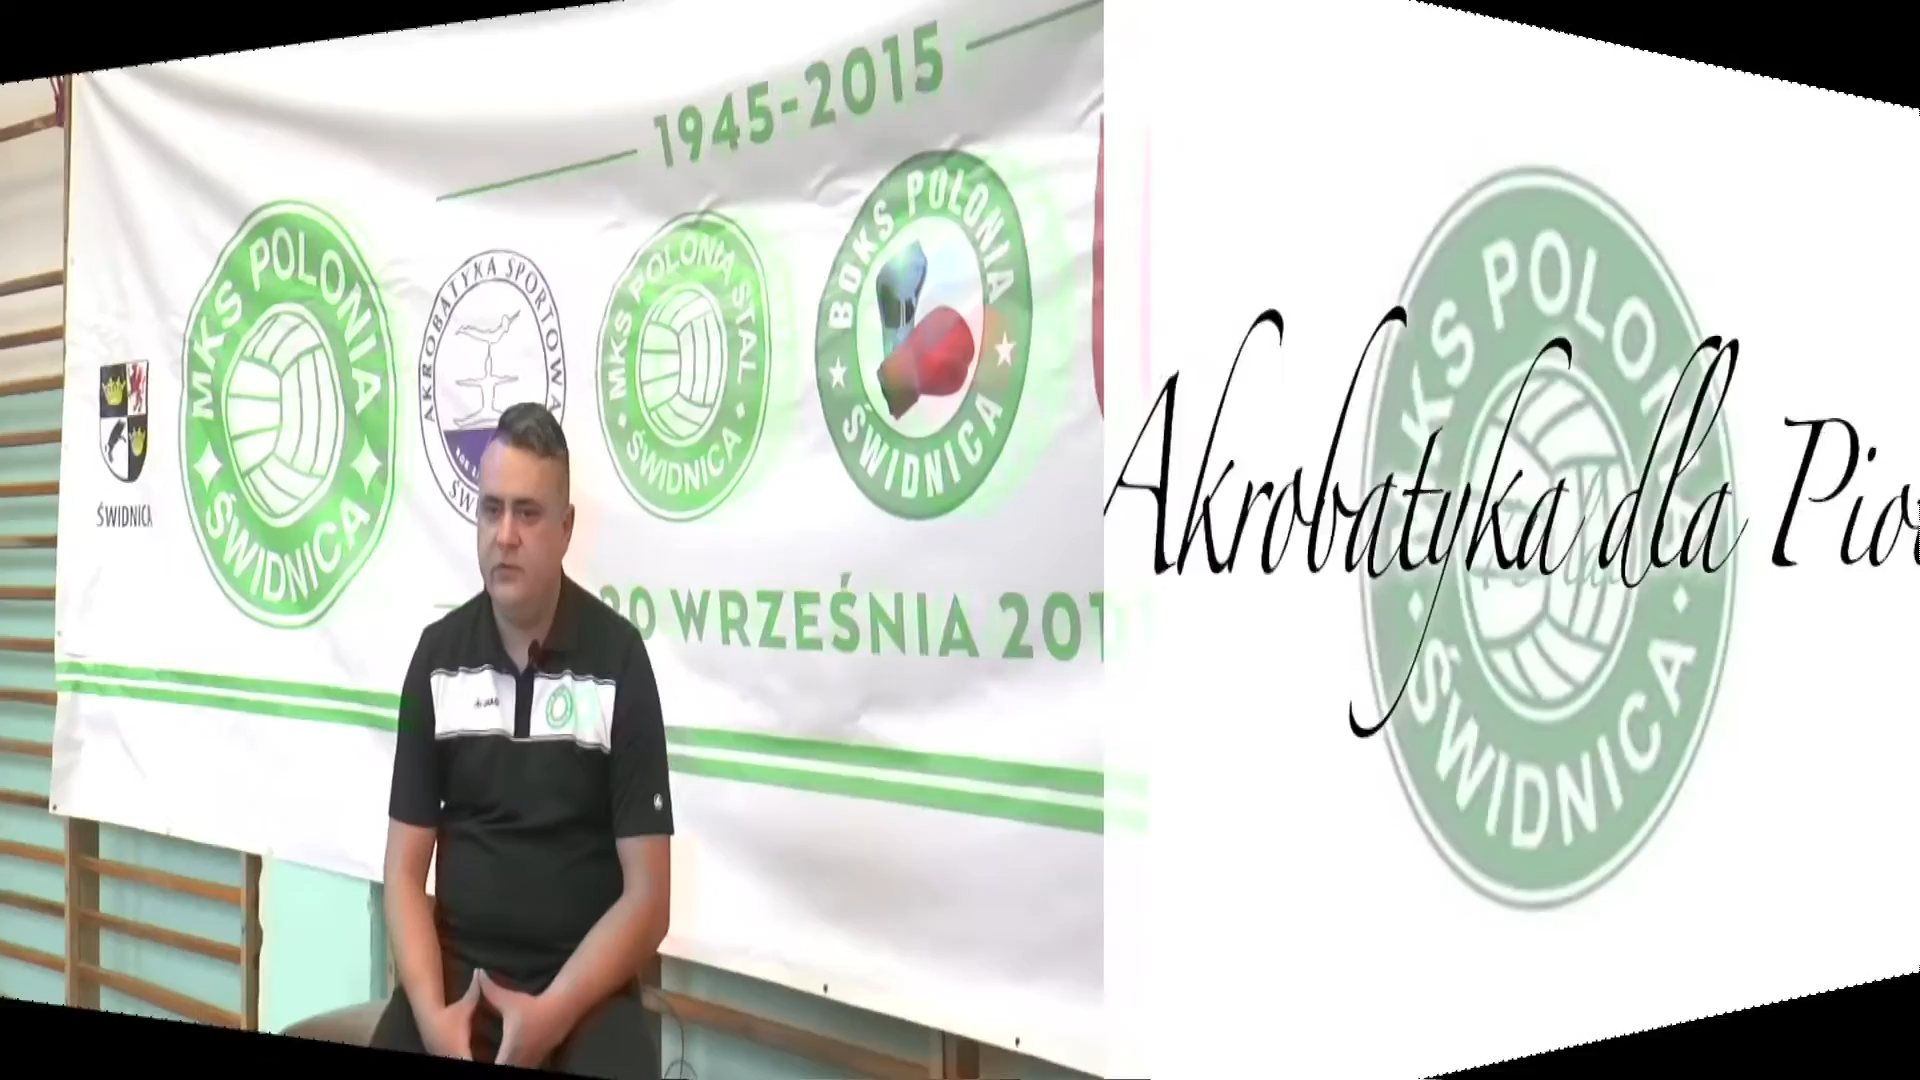 1945-2015
MKS POLONIA
ŚWIDNICA
AKROBATYKA SPORTOWA
MKS POLONIA STAL
ŚWIDNICA
BOKS POLONIA
ŚWIDNICA
ŚWIDNICA
WRZEŚNIA
MKS POLONIA
ŚWIDNICA
Akrobatyka dla